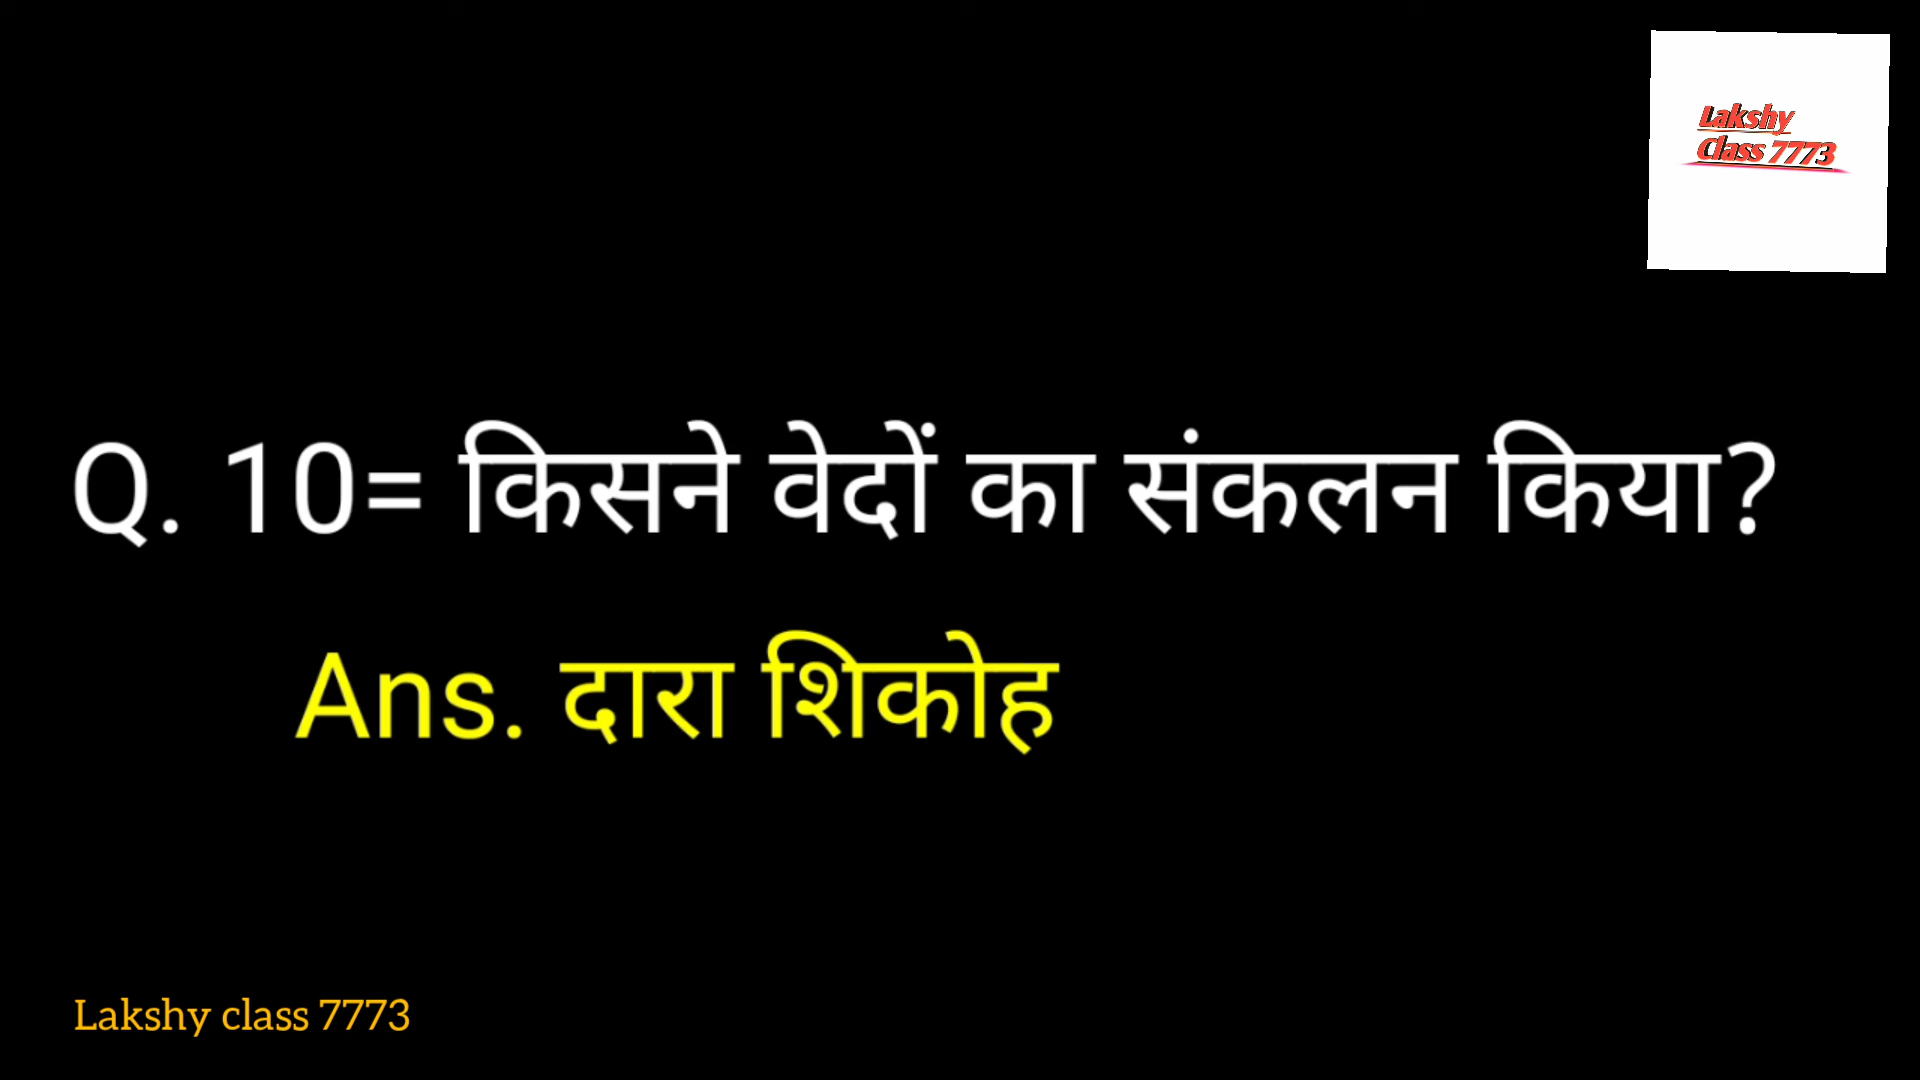 Lakshy
Class 7773
Q. 10= किसने वेदों का संकलन किया?
Ans. दारा शिकोह
Lakshy class 7773